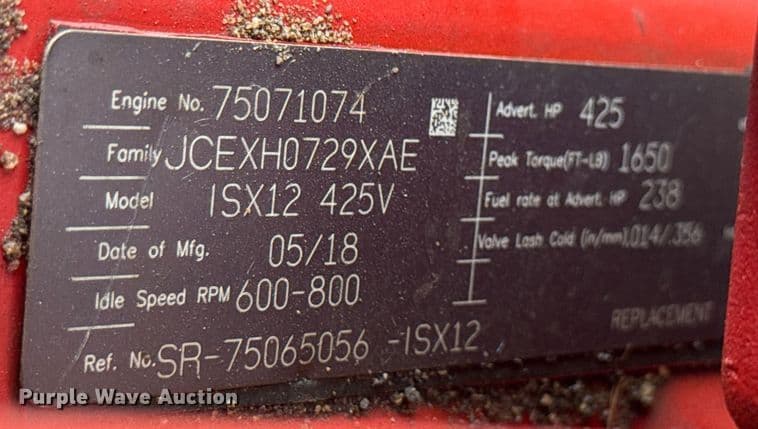 Engine No. 75071074
Family JCEXH0729XAE
Model ISX12 425V
Date of Mfg. 05/18
Idle Speed RPM 600-800
Ref. No. SR-75065056 -ISX12
Advert. HP 425
Peak Torque(FT-LB) 1650
Fuel rate at Advert. HP 238
Valve Lash Cold (in/mm) .014/.356
REPLACEMENT
Purple Wave Auction